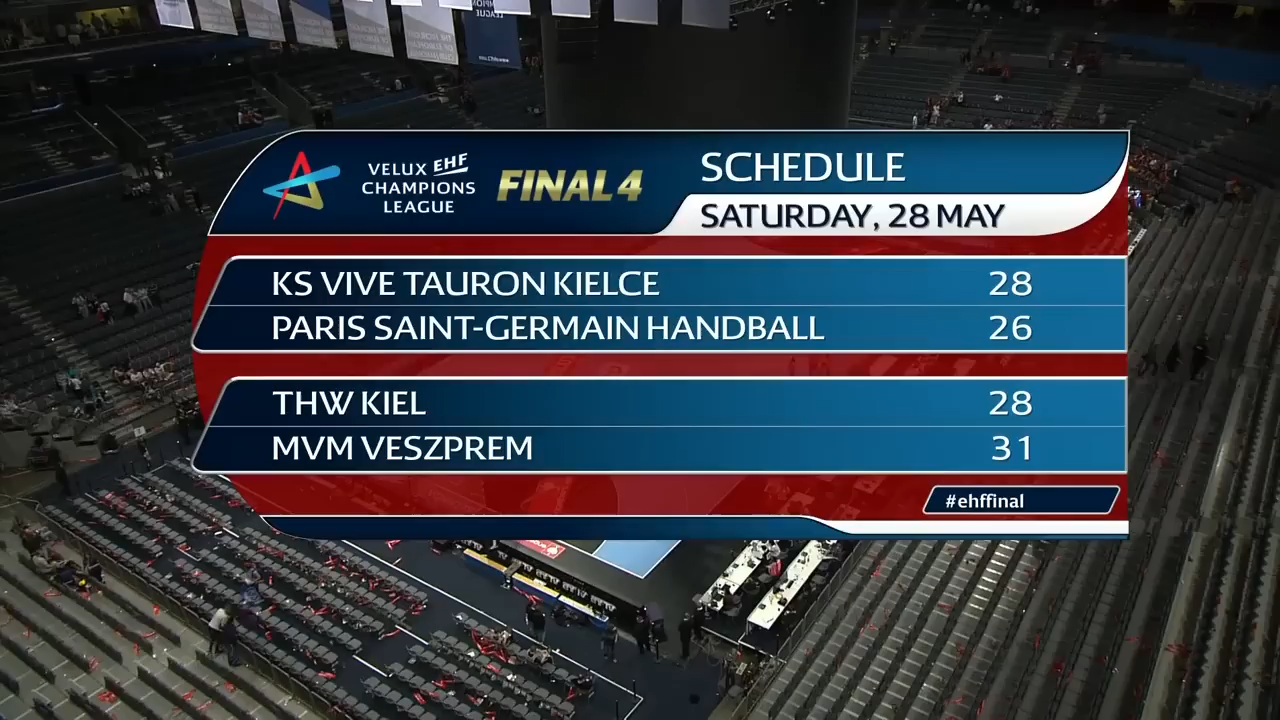 VELUX EHF
CHAMPIONS
LEAGUE
FINAL4
SCHEDULE
SATURDAY, 28 MAY
KS VIVE TAURON KIELCE 28
PARIS SAINT-GERMAIN HANDBALL 26
THW KIEL 28
MVM VESZPREM 31
#ehffinal